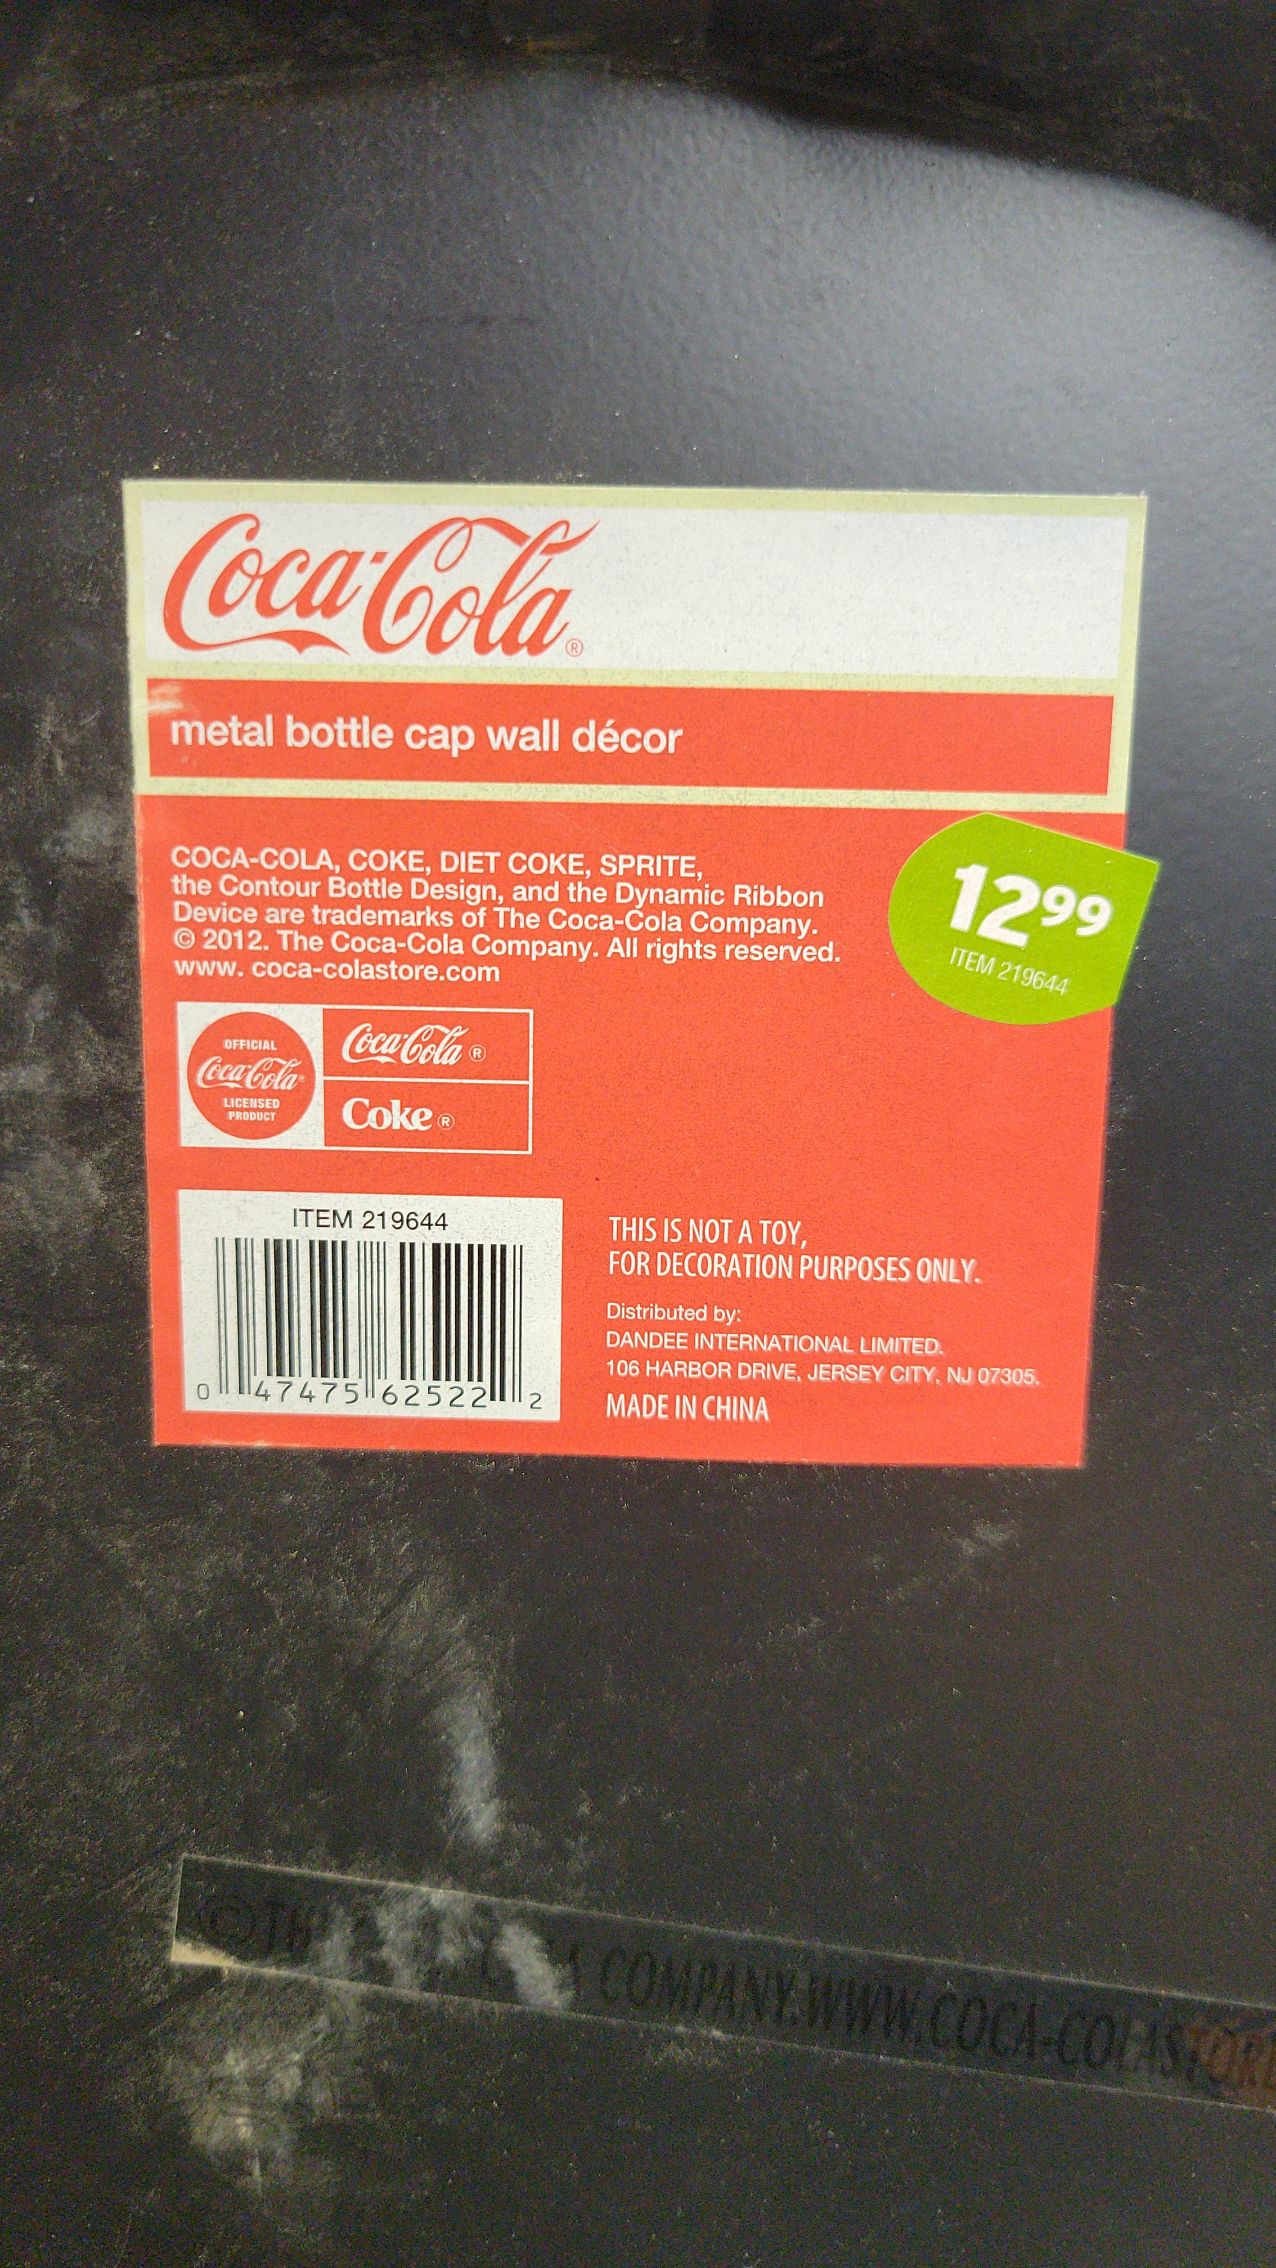 Coca-Cola®
metal bottle cap wall décor
COCA-COLA, COKE, DIET COKE, SPRITE,
the Contour Bottle Design, and the Dynamic Ribbon
Device are trademarks of The Coca-Cola Company.
© 2012. The Coca-Cola Company. All rights reserved.
www. coca-colastore.com
12⁹⁹
ITEM 219644
OFFICIAL
Coca-Cola®
LICENSED
PRODUCT
Coca-Cola®
Coke®
ITEM 219644
0 47475 62522 2
THIS IS NOT A TOY,
FOR DECORATION PURPOSES ONLY.
Distributed by:
DANDEE INTERNATIONAL LIMITED.
106 HARBOR DRIVE, JERSEY CITY, NJ 07305.
MADE IN CHINA
© COMPANY.WWW.COCA-COLASTORE